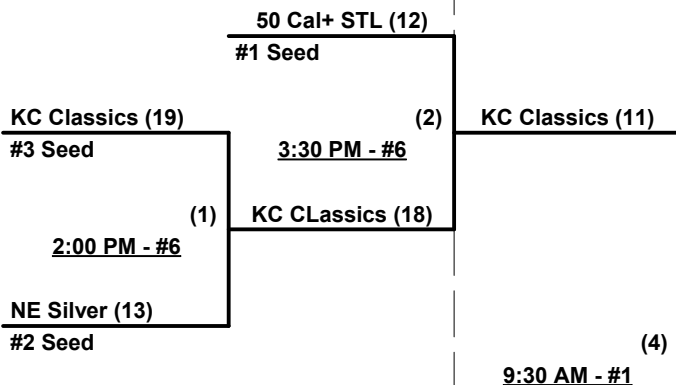 50 Cal+ STL (12)
#1 Seed
KC Classics (19)
(2)
KC Classics (11)
#3 Seed
3:30 PM - #6
(1)
KC CLassics (18)
2:00 PM - #6
NE Silver (13)
#2 Seed
(4)
9:30 AM - #1